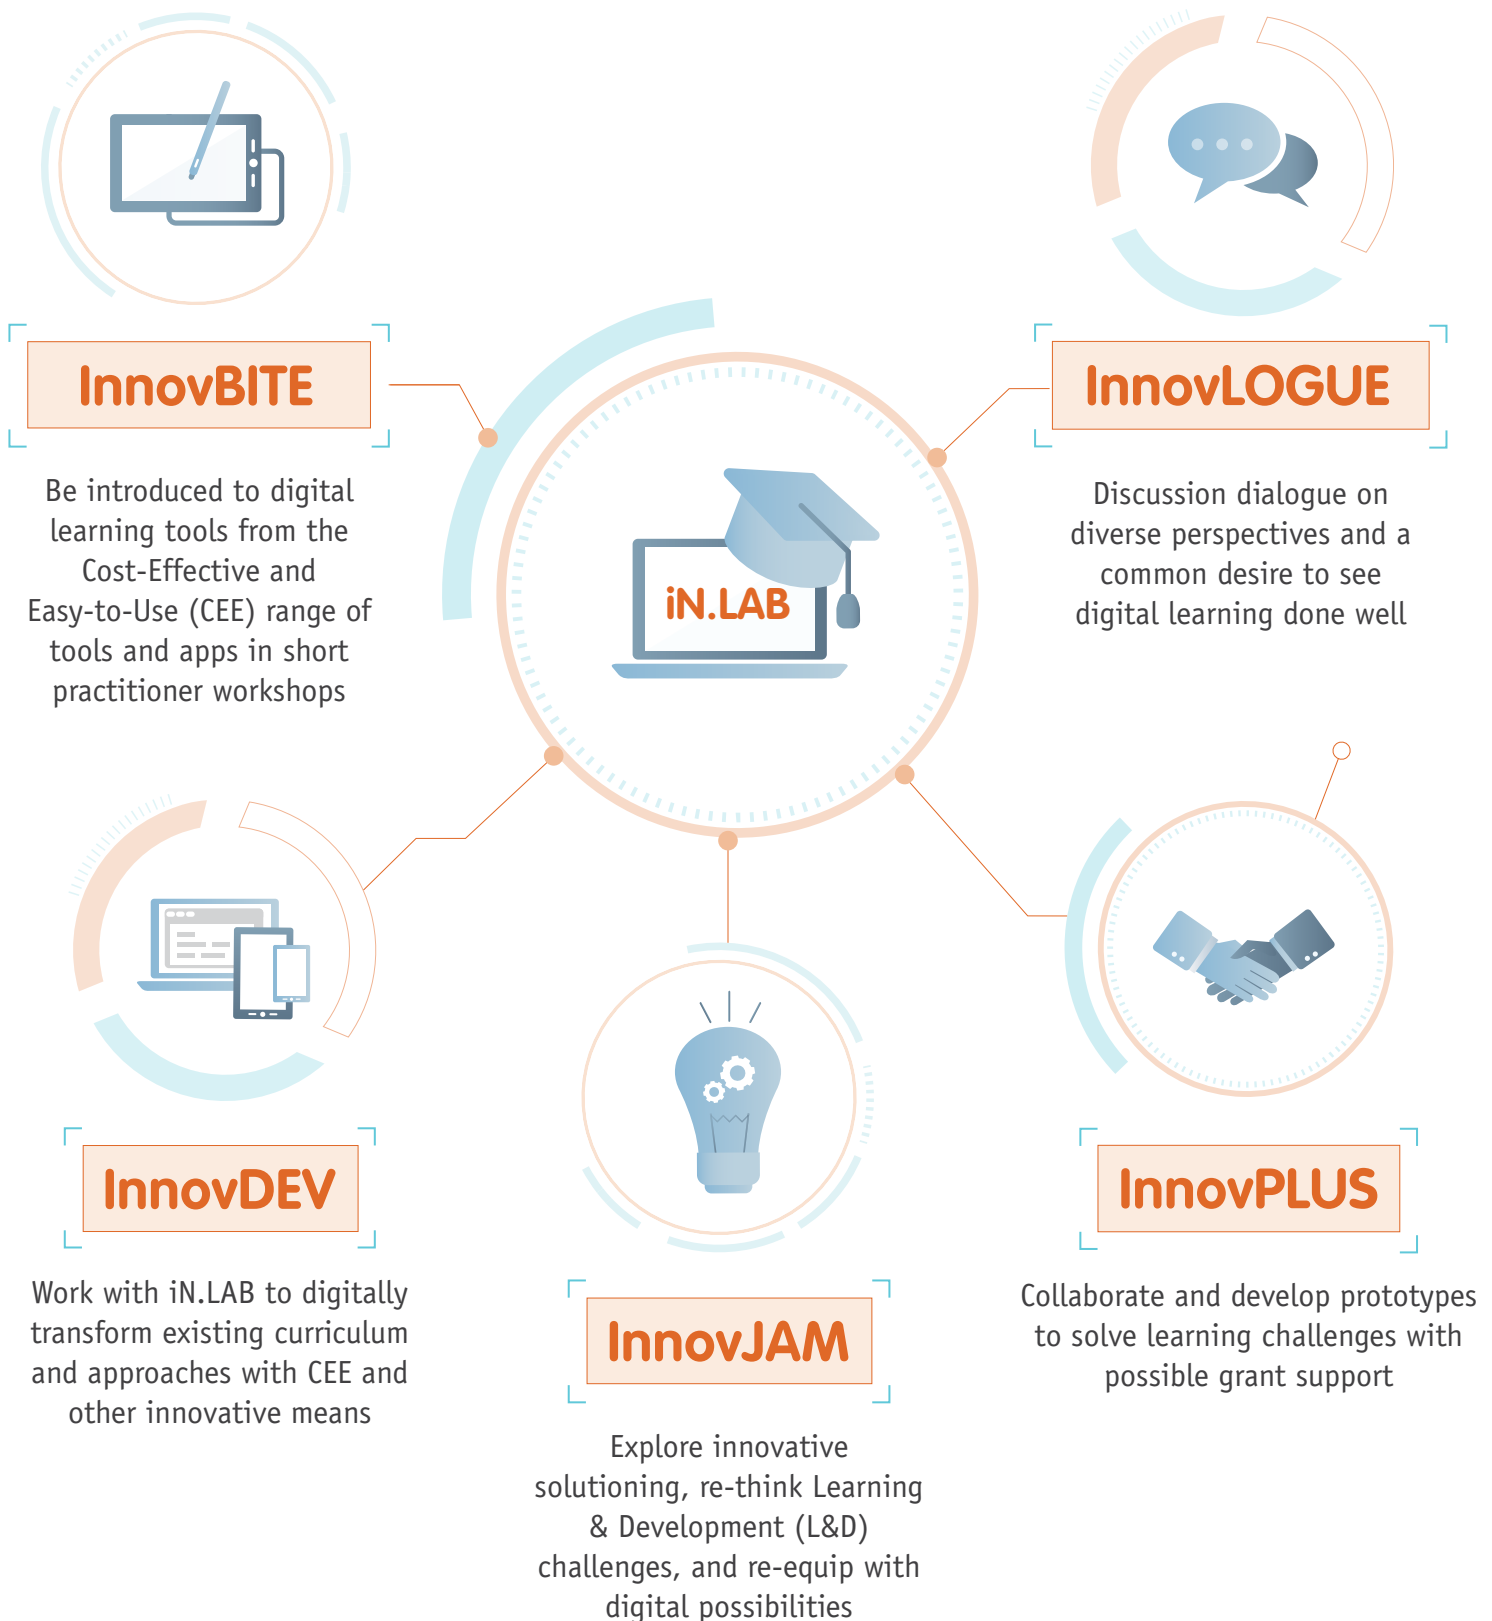 InnovBITE
Be introduced to digital
learning tools from the
Cost-Effective and
Easy-to-Use (CEE) range of
tools and apps in short
practitioner workshops
InnovLOGUE
Discussion dialogue on
diverse perspectives and a
common desire to see
digital learning done well
iN.LAB
InnovDEV
Work with iN.LAB to digitally
transform existing curriculum
and approaches with CEE and
other innovative means
InnovJAM
Explore innovative
solutioning, re-think Learning
& Development (L&D)
challenges, and re-equip with
digital possibilities
InnovPLUS
Collaborate and develop prototypes
to solve learning challenges with
possible grant support